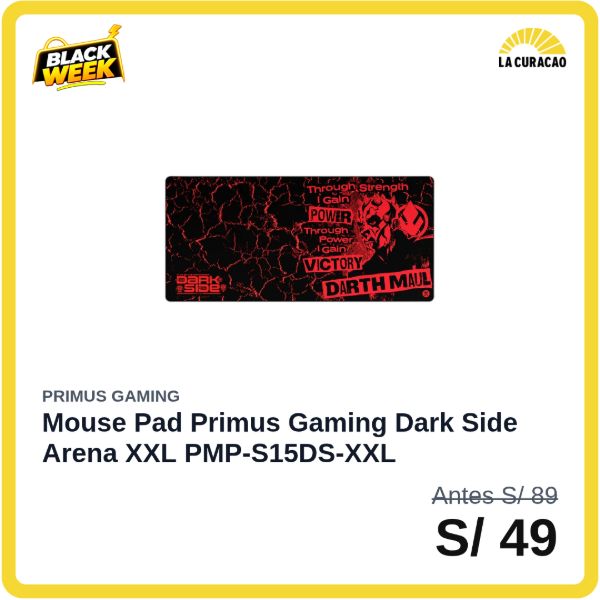 BLACK
WEEK
LA CURACAO
Through Strength
I Gain
POWER
Through
Power
I Gain
VICTORY
DARTH MAUL
DARK
SIDE
PRIMUS GAMING
Mouse Pad Primus Gaming Dark Side
Arena XXL PMP-S15DS-XXL
Antes S/ 89
S/ 49